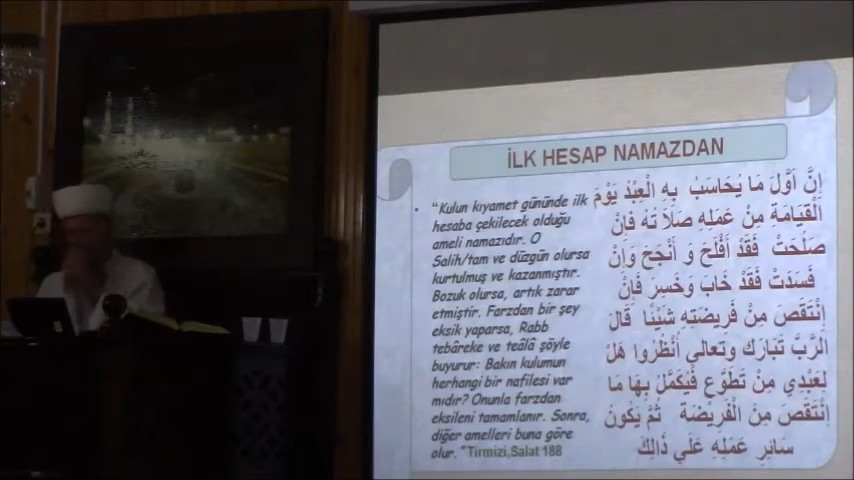 İLK HESAP NAMAZDAN
• "Kulun kıyamet gününde ilk
hesaba çekilecek olduğu
ameli namazıdır. O
Salih/tam ve düzgün olursa
kurtulmuş ve kazanmıştır.
Bozuk olursa, artık zarar
etmiştir. Farzdan bir şey
eksik yaparsa, Rabb
tebâreke ve teâlâ şöyle
buyurur: Bakın kulumun
herhangi bir nafilesi var
mıdır? Onunla farzdan
eksileni tamamlanır. Sonra,
diğer amelleri buna göre
olur."Tirmizi,Salat 188
إِنَّ أَوَّلَ مَا يُحَاسَبُ بِهِ الْعَبْدُ يَوْمَ
الْقِيَامَةِ مِنْ عَمَلِهِ صَلاَتُهُ فَإِنْ
صَلُحَتْ فَقَدْ أَفْلَحَ وَ أَنْجَحَ وَإِنْ
فَسَدَتْ فَقَدْ خَابَ وَخَسِرَ فَإِنِ
انْتَقَصَ مِنْ فَرِيضَتِهِ شَيْئًا قَالَ
الرَّبُّ تَبَارَكَ وَتَعَالَى أَنْظُرُوا هَلْ
لِعَبْدِي مِنْ تَطَوُّعٍ فَيُكَمَّلَ بِهَا مَا
انْتَقَصَ مِنَ الْفَرِيْضَةِ ثُمَّ يَكُونُ
سَائِرُ عَمَلِهِ عَلَى ذَالِكَ